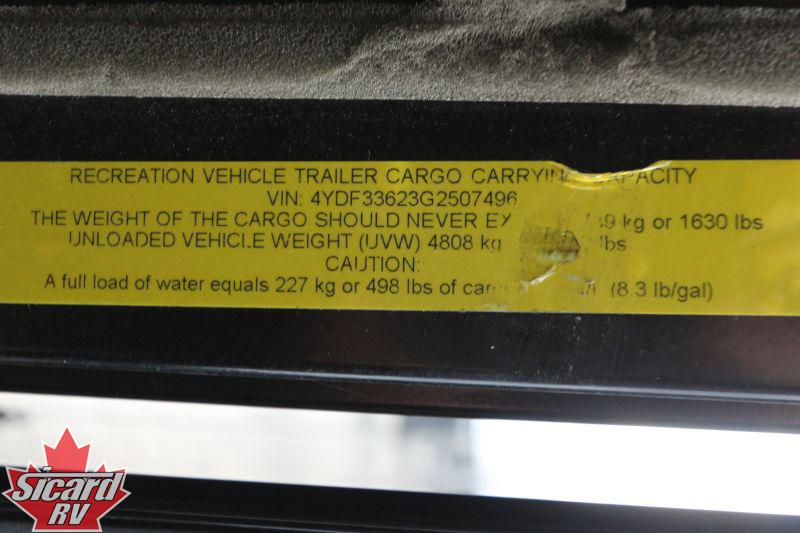 RECREATION VEHICLE TRAILER CARGO CARRYING CAPACITY
VIN: 4YDF33623G2507496
THE WEIGHT OF THE CARGO SHOULD NEVER kg or 1630 lbs
UNLOADED VEHICLE WEIGHT (UVW) 4808 kg lbs
CAUTION:
A full load of water equals 227 kg or 498 lbs of (8.3 lb/gal)
Sicard
RV